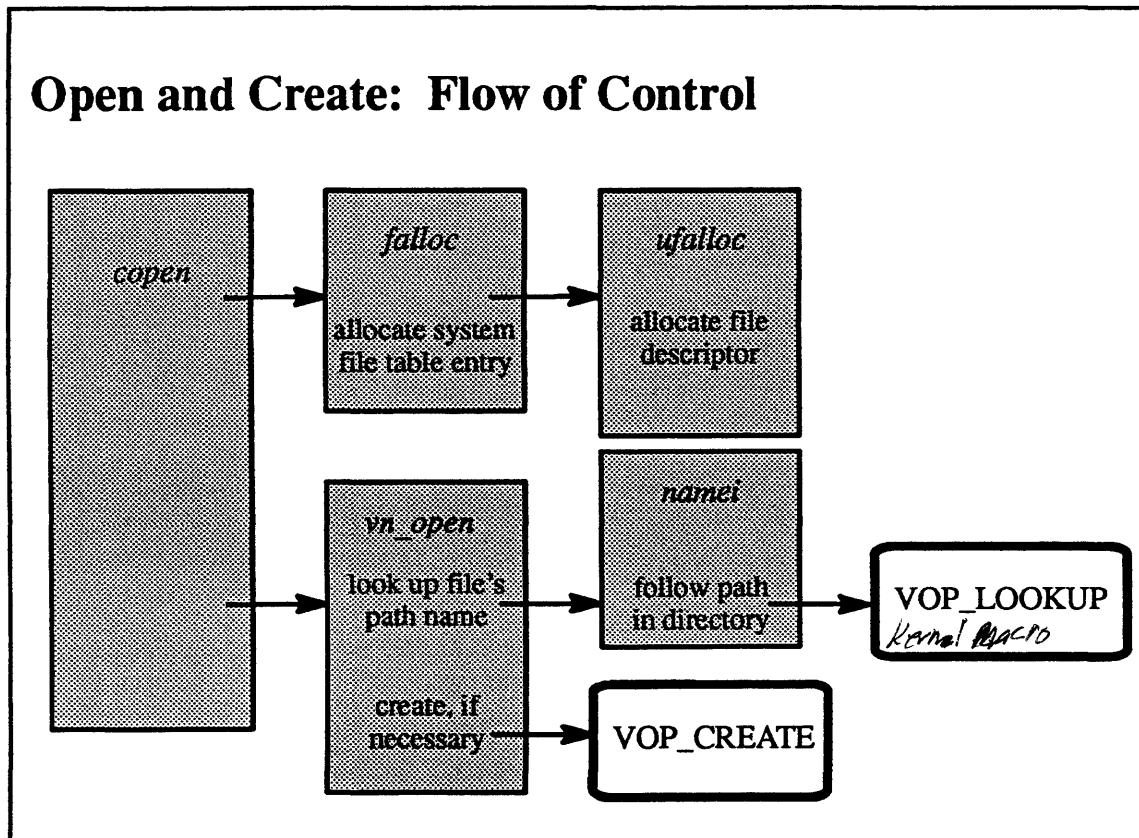 Open and Create: Flow of Control
copen
falloc
allocate system
file table entry
ufalloc
allocate file
descriptor
vn_open
look up file's
path name
create, if
necessary
namei
follow path
in directory
VOP_LOOKUP
Kernel Macro
VOP_CREATE